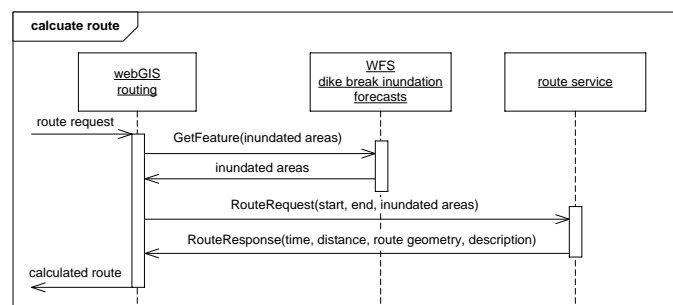 calcuate route
webGIS
routing
WFS
dike break inundation
forecasts
route service
route request
GetFeature(inundated areas)
inundated areas
RouteRequest(start, end, inundated areas)
RouteResponse(time, distance, route geometry, description)
calculated route